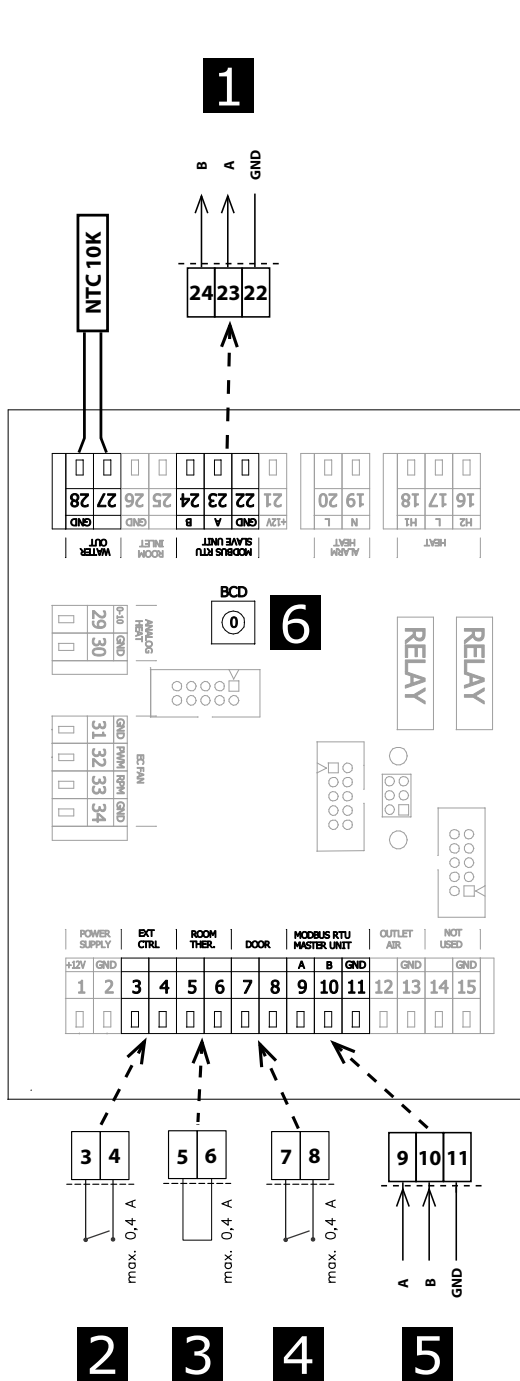 1
B A GND
24 23 22
NTC 10K
28 27 26 25 24 23 22 21 20 19 18 17 16
GND GND B A GND +12V L N H1 L H2
WATER OUT
ROOM INLET
MODBUS RTU SLAVE UNIT
HEAT ALARM
HEAT
BCD
0
6
29 0-10
30 GND
ANALOG HEAT
RELAY
RELAY
31 GND
32 PWM
33 RPM
34 GND
EC FAN
POWER SUPPLY
EXT CTRL
ROOM THER.
DOOR
MODBUS RTU MASTER UNIT
OUTLET AIR
NOT USED
+12V GND A B GND GND GND
1 2 3 4 5 6 7 8 9 10 11 12 13 14 15
3 4
5 6
7 8
9 10 11
max. 0,4 A
max. 0,4 A
max. 0,4 A
A B GND
2 3 4 5